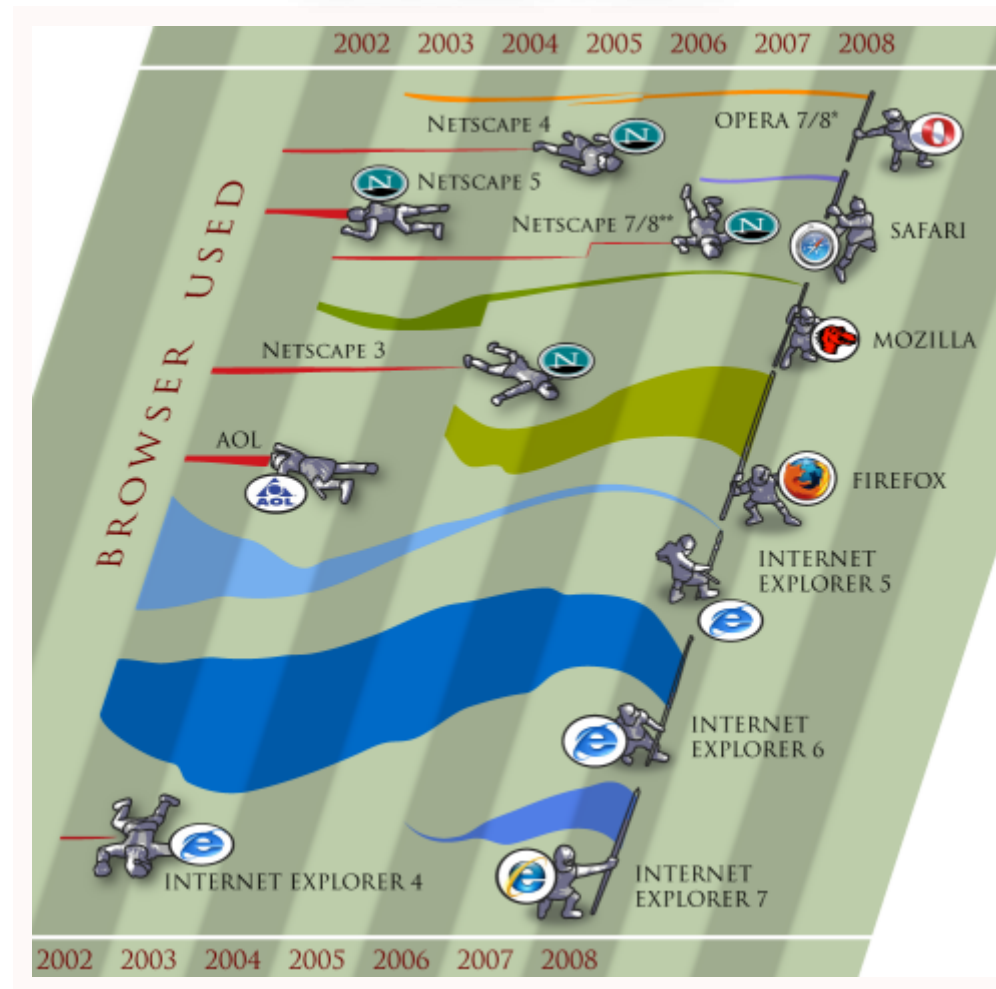 2002 2003 2004 2005 2006 2007 2008
NETSCAPE 4
OPERA 7/8*
N
NETSCAPE 5
N
NETSCAPE 7/8**
N
SAFARI
BROWSER USED
MOZILLA
NETSCAPE 3
N
AOL
AOL
FIREFOX
INTERNET
EXPLORER 5
INTERNET
EXPLORER 6
INTERNET EXPLORER 4
INTERNET
EXPLORER 7
2002 2003 2004 2005 2006 2007 2008